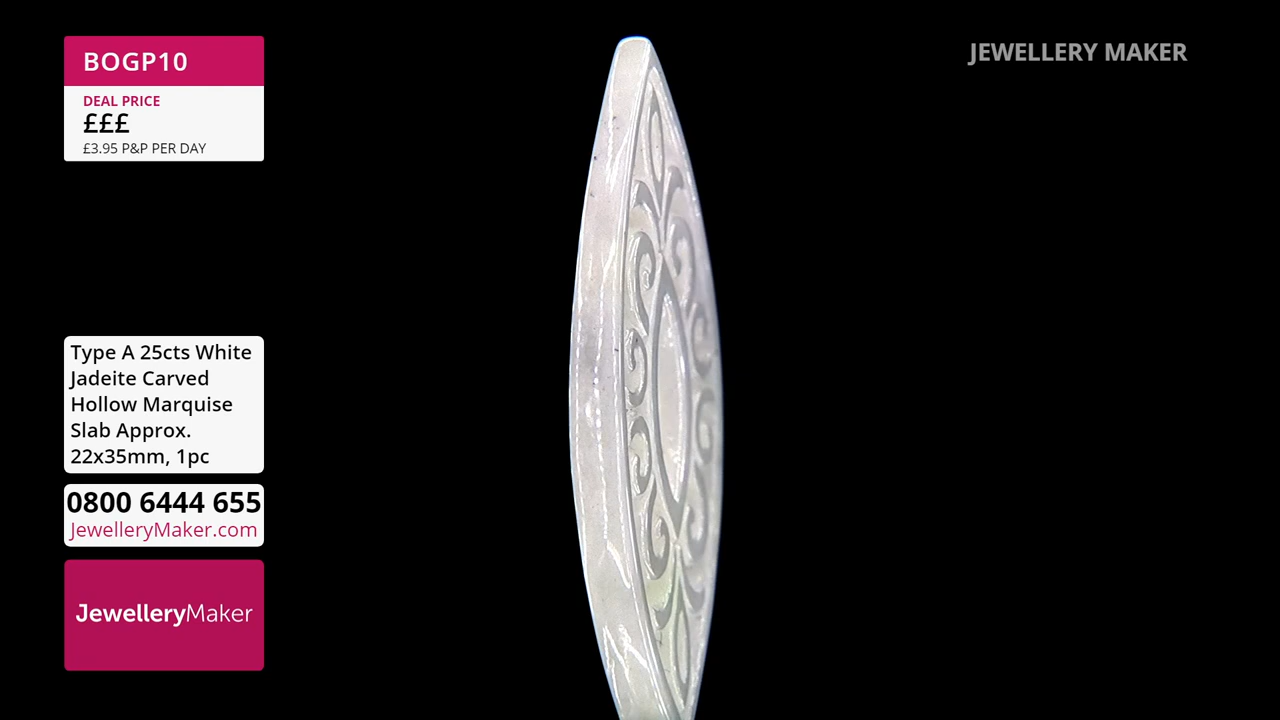 BOGP10
DEAL PRICE
£££
£3.95 P&P PER DAY
JEWELLERY MAKER
Type A 25cts White
Jadeite Carved
Hollow Marquise
Slab Approx.
22x35mm, 1pc
0800 6444 655
JewelleryMaker.com
JewelleryMaker